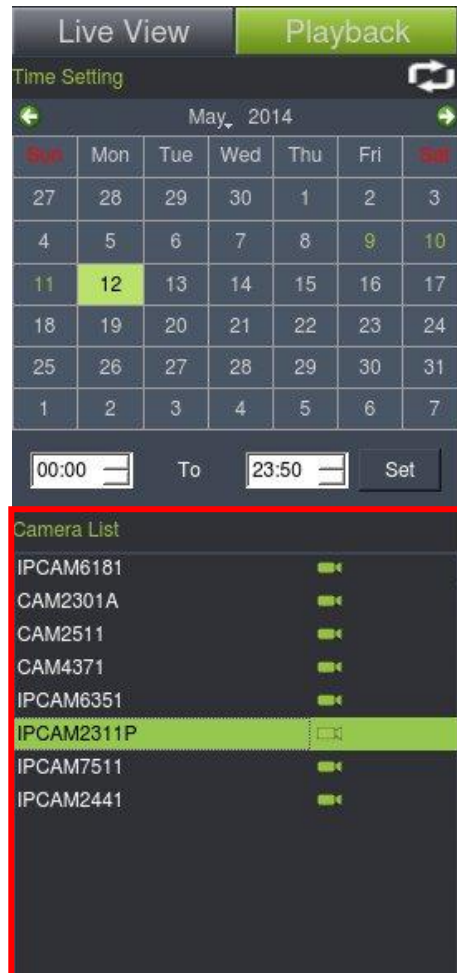 Live View Playback
Time Setting
May 2014
Sun Mon Tue Wed Thu Fri Sat
27 28 29 30 1 2 3
4 5 6 7 8 9 10
11 12 13 14 15 16 17
18 19 20 21 22 23 24
25 26 27 28 29 30 31
1 2 3 4 5 6 7
00:00 To 23:50 Set
Camera List
IPCAM6181
CAM2301A
CAM2511
CAM4371
IPCAM6351
IPCAM2311P
IPCAM7511
IPCAM2441